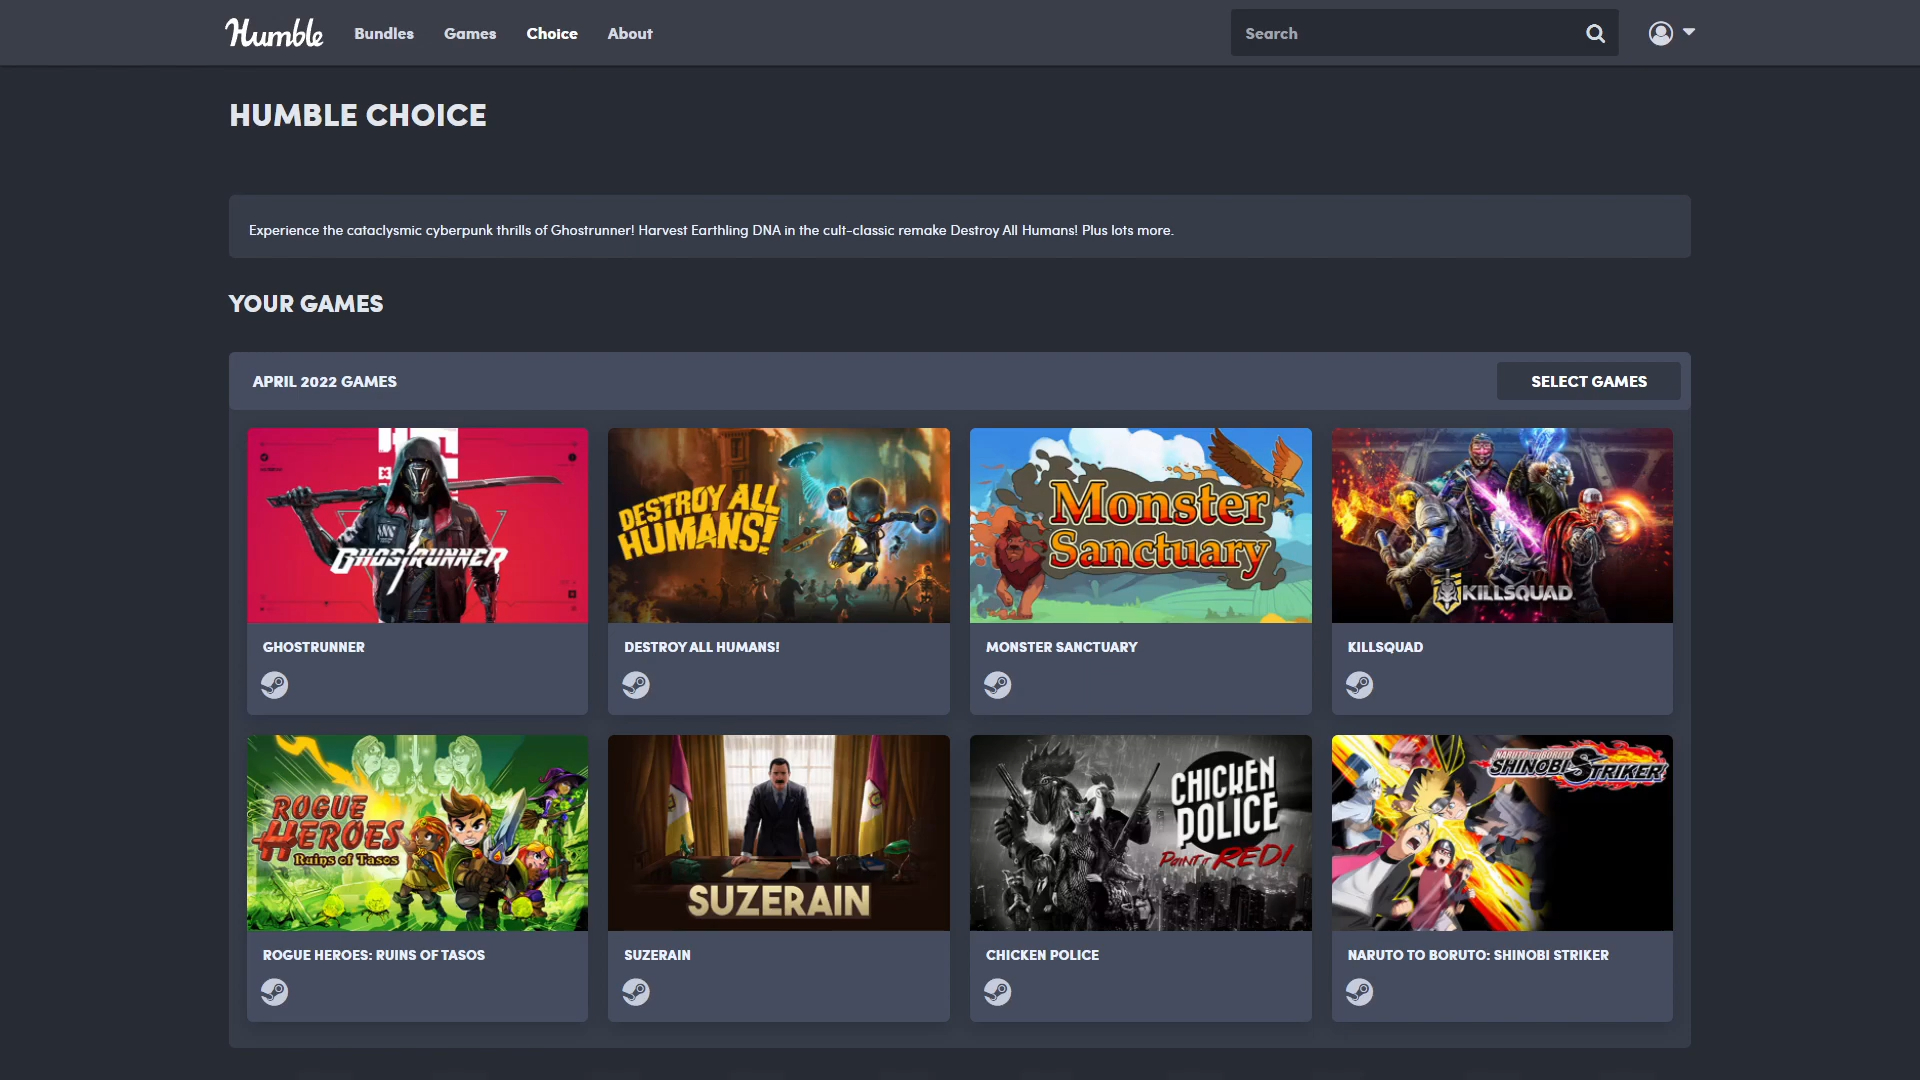 Humble
Bundles
Games
Choice
About
Search
HUMBLE CHOICE
Experience the cataclysmic cyberpunk thrills of Ghostrunner! Harvest Earthling DNA in the cult-classic remake Destroy All Humans! Plus lots more.
YOUR GAMES
APRIL 2022 GAMES
SELECT GAMES
GHOSTRUNNER
DESTROY ALL
HUMANS!
Monster
Sanctuary
KILLSQUAD
GHOSTRUNNER
DESTROY ALL HUMANS!
MONSTER SANCTUARY
KILLSQUAD
ROGUE
HEROES
Ruins of Tasos
SUZERAIN
CHICKEN
POLICE
PAINT it RED!
NARUTO TO BORUTO
SHINOBI STRIKER
ROGUE HEROES: RUINS OF TASOS
SUZERAIN
CHICKEN POLICE
NARUTO TO BORUTO: SHINOBI STRIKER